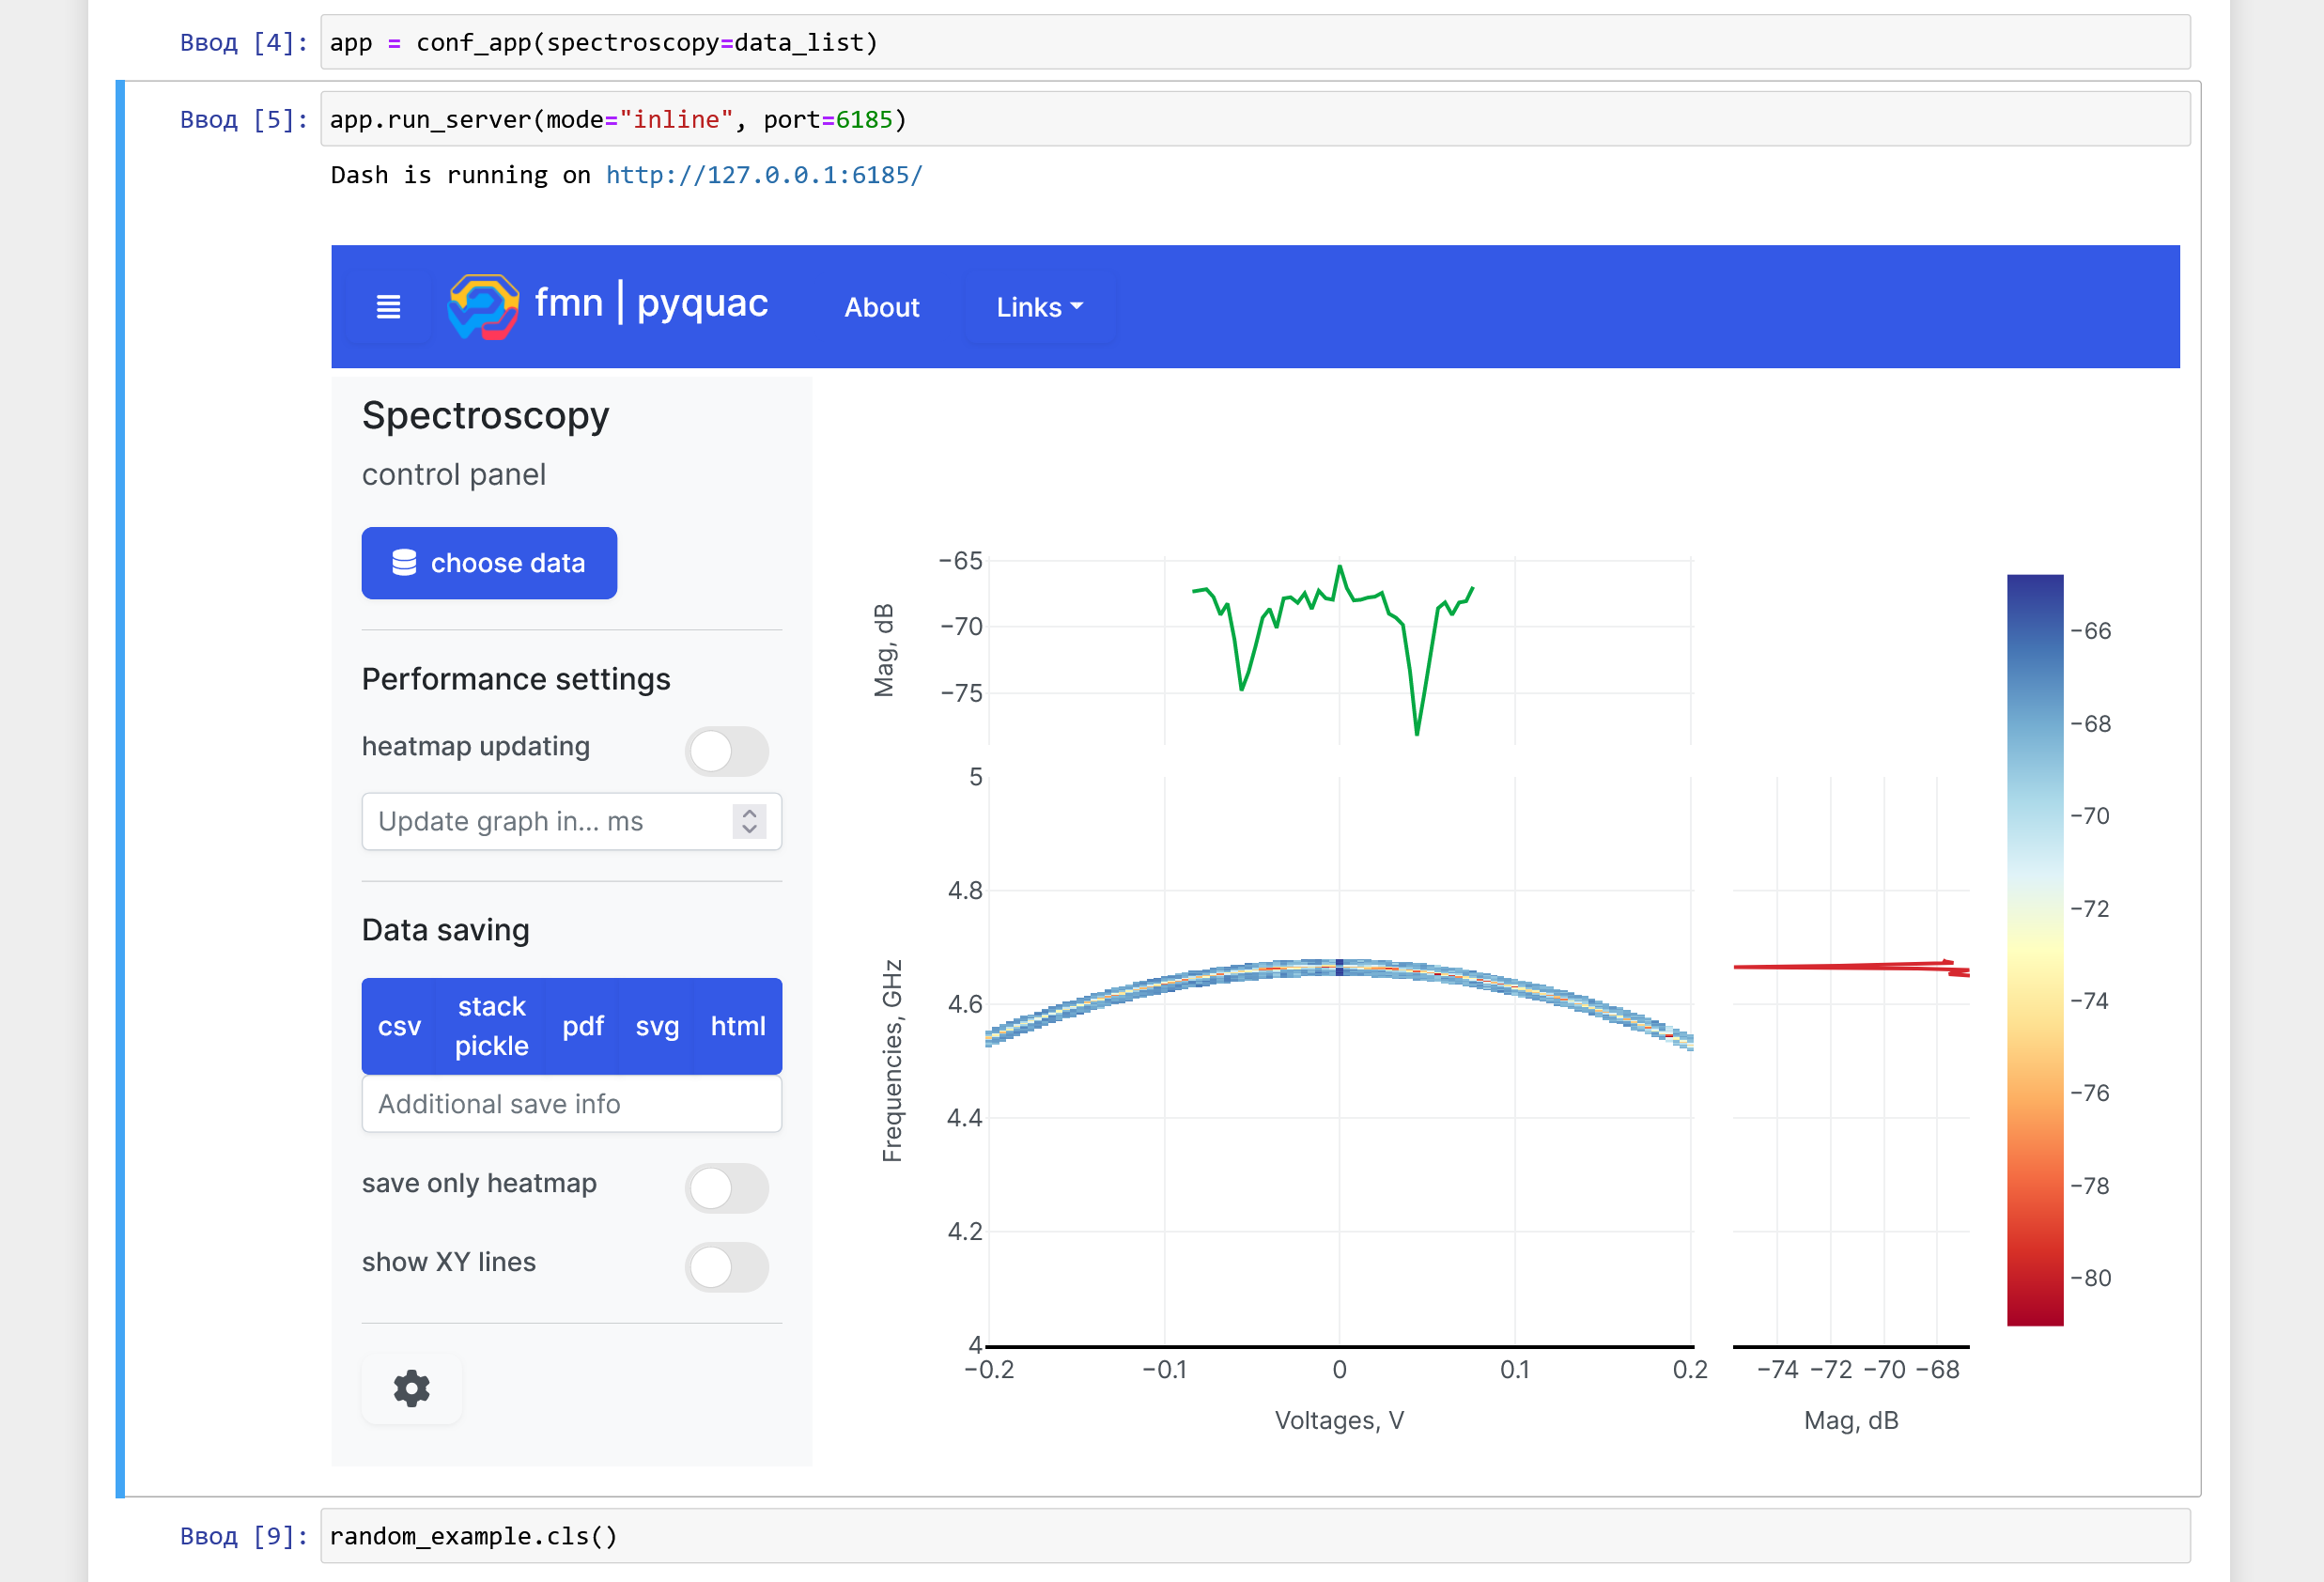 Ввод [4]: app = conf_app(spectroscopy=data_list)
Ввод [5]: app.run_server(mode="inline", port=6185)
Dash is running on http://127.0.0.1:6185/
fmn | pyquac About Links
Spectroscopy
control panel
choose data
Performance settings
heatmap updating
Update graph in... ms
Data saving
csv stack pickle pdf svg html
Additional save info
save only heatmap
show XY lines
−65
−70
−75
Mag, dB
5
4.8
4.6
4.4
4.2
4
Frequencies, GHz
−0.2 −0.1 0 0.1 0.2
Voltages, V
−74 −72 −70 −68
Mag, dB
−66
−68
−70
−72
−74
−76
−78
−80
Ввод [9]: random_example.cls()